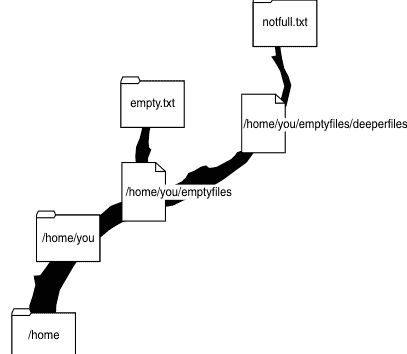 notfull.txt
empty.txt
/home/you/emptyfiles/deeperfiles
/home/you/emptyfiles
/home/you
/home